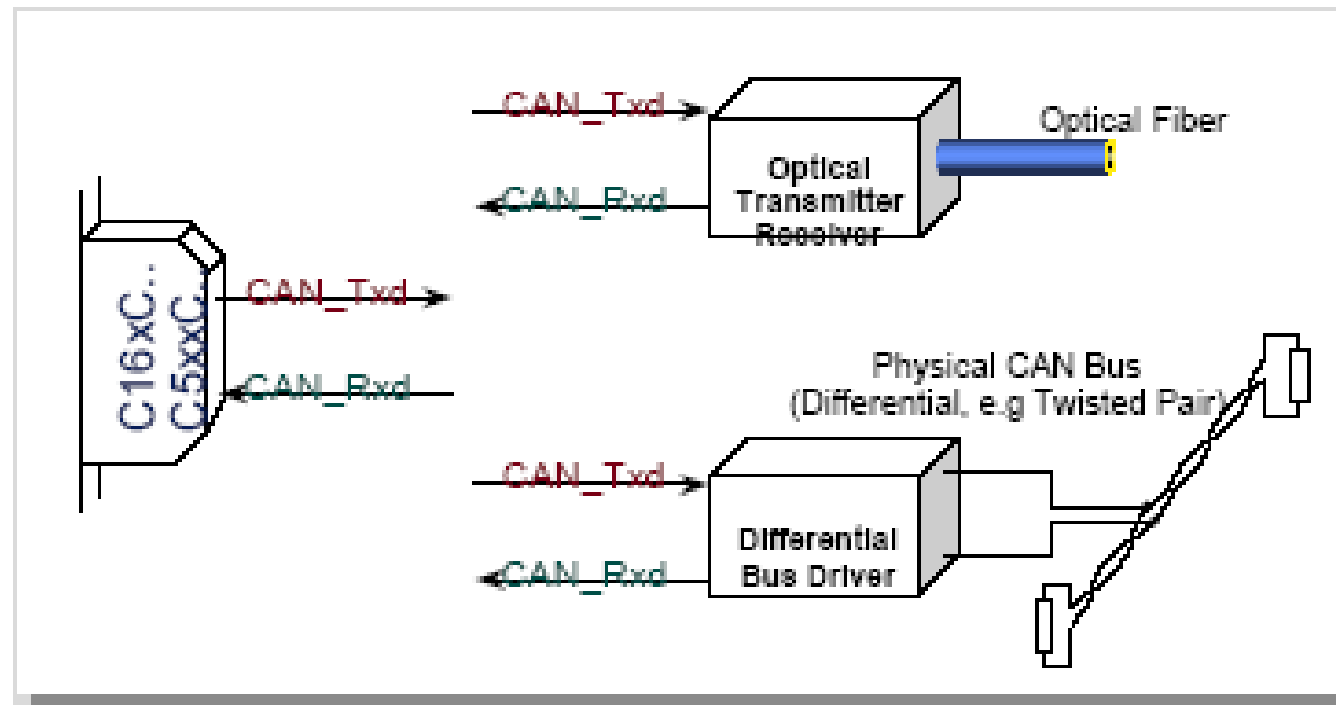 CAN_Txd
Optical Fiber
Optical
Transmitter
Receiver
CAN_Rxd
C16xC..
C5xxC..
CAN_Txd
CAN_Rxd
Physical CAN Bus
(Differential, e.g Twisted Pair)
CAN_Txd
Differential
Bus Driver
CAN_Rxd